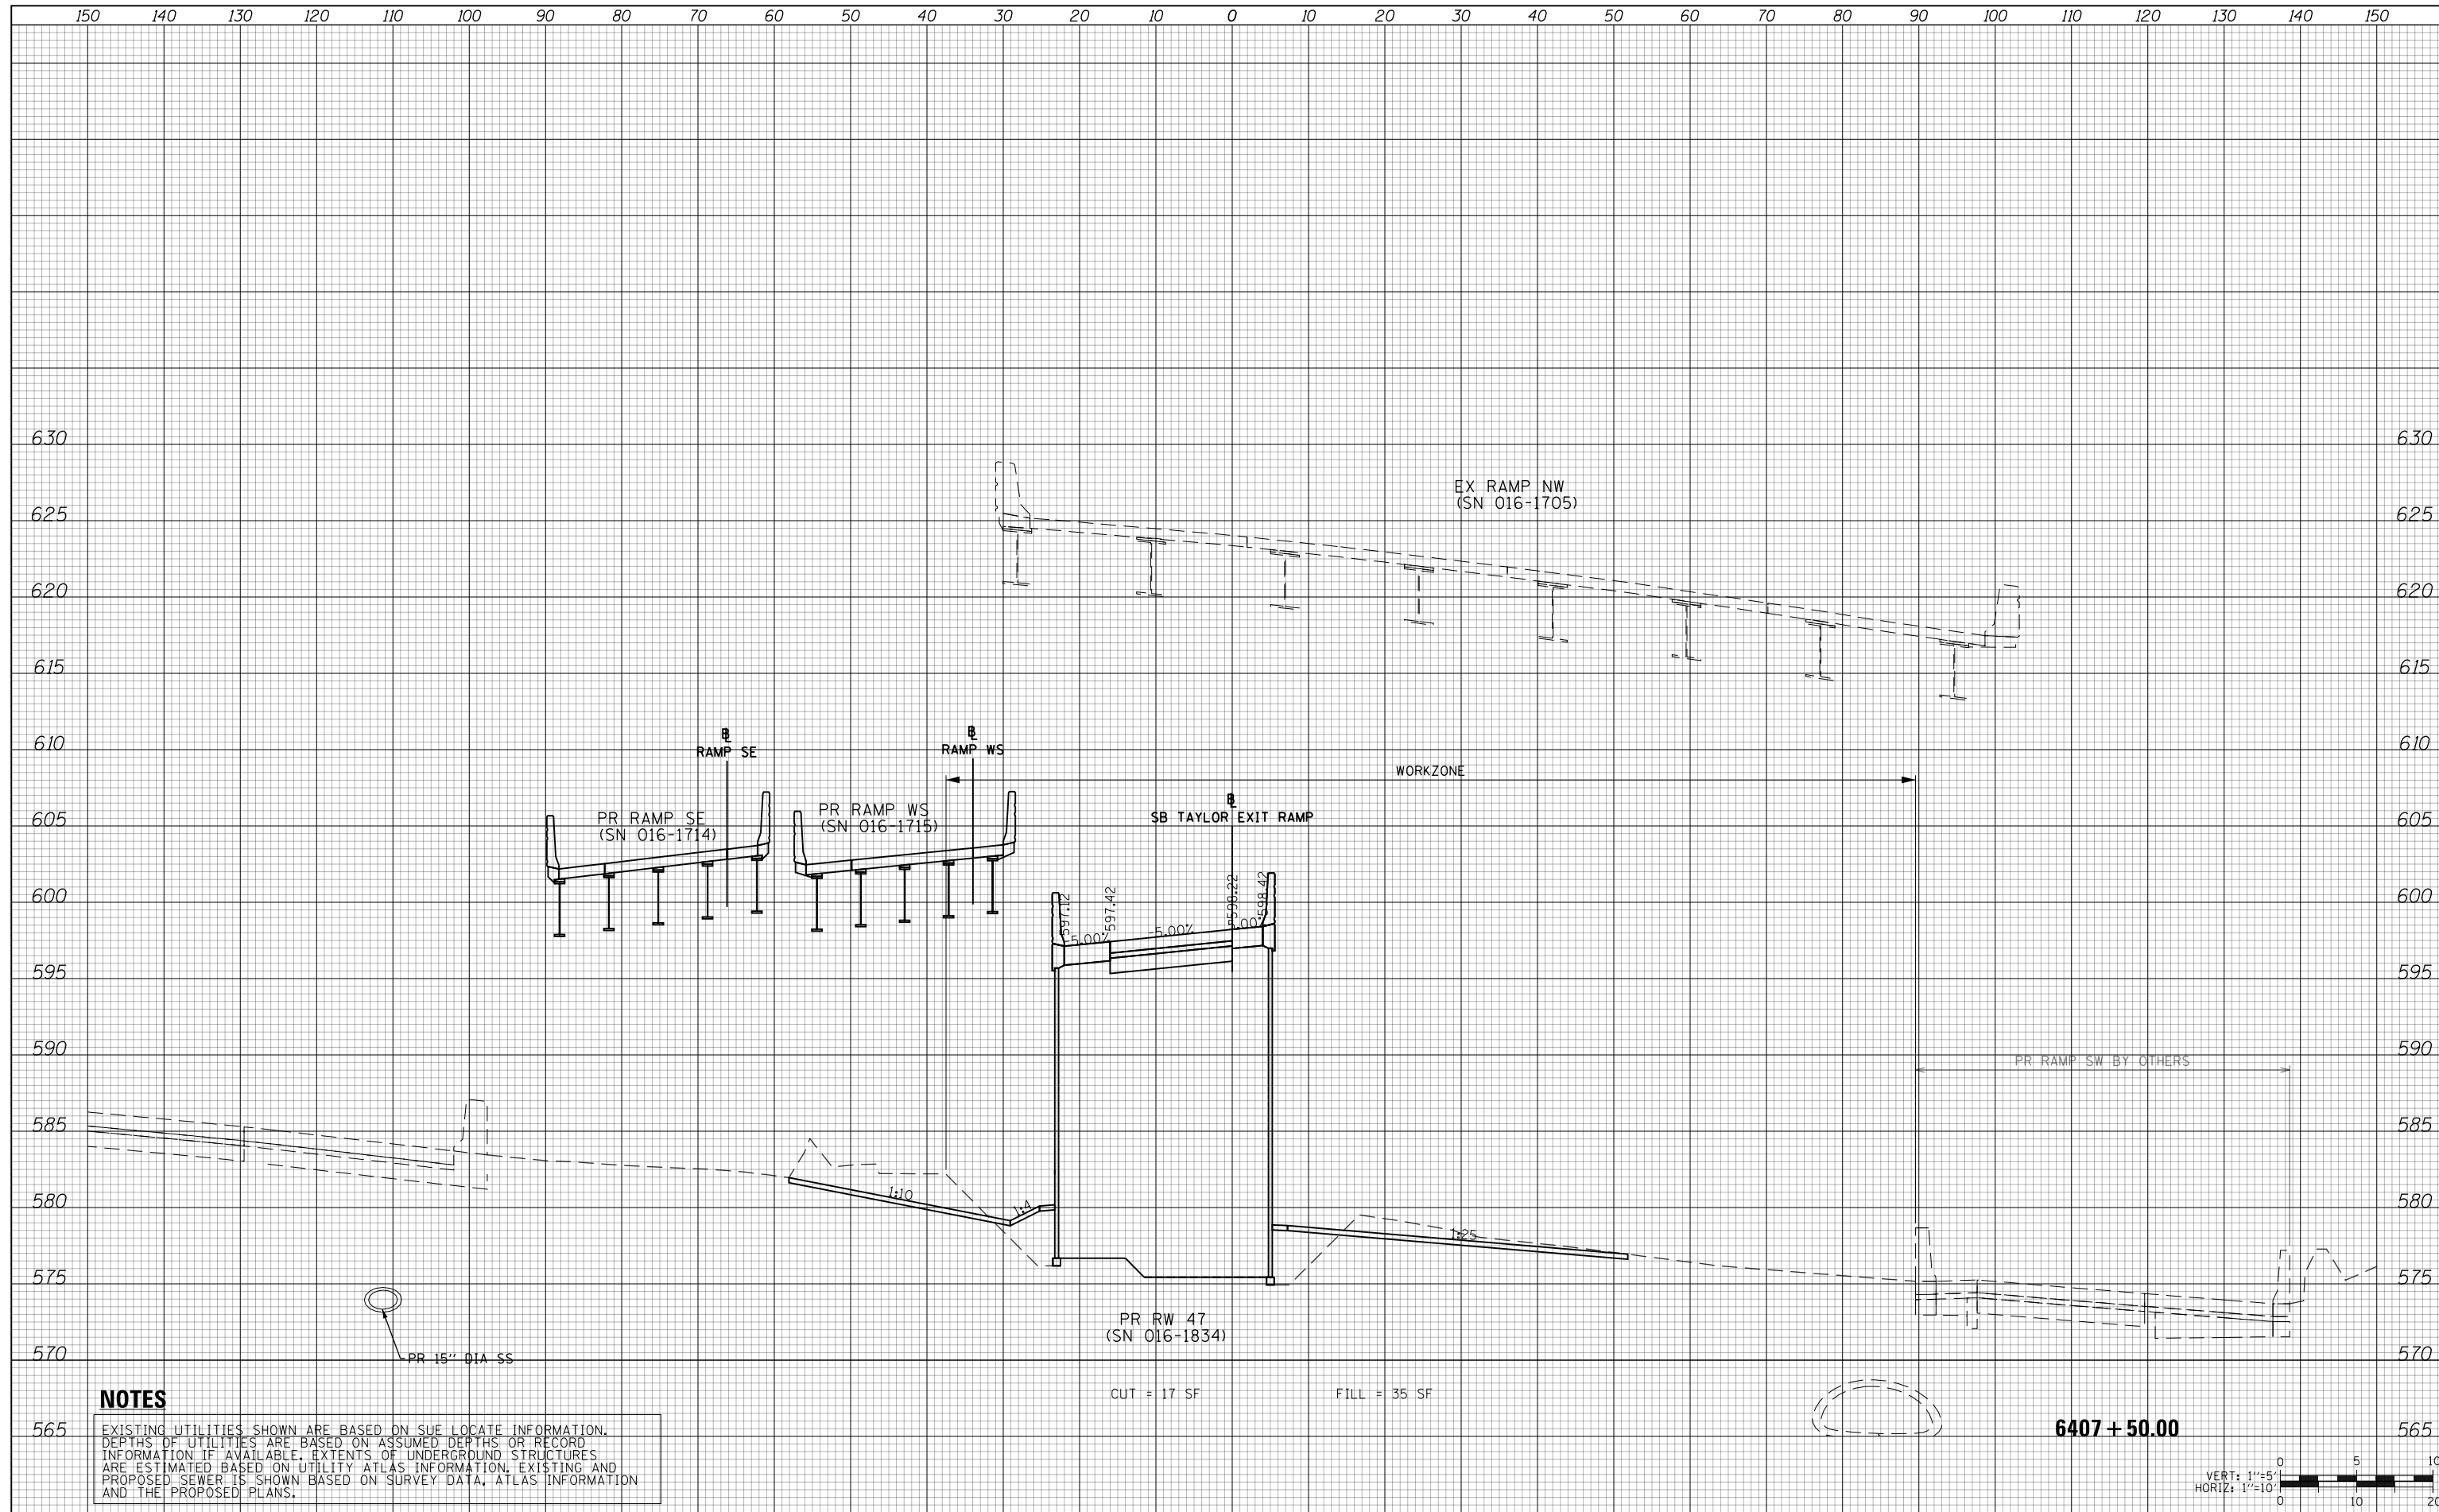 150 140 130 120 110 100 90 80 70 60 50 40 30 20 10 0 10 20 30 40 50 60 70 80 90 100 110 120 130 140 150
630 630
EX RAMP NW
(SN 016-1705)
625 625
620 620
615 615
610 610
BL
RAMP SE
BL
RAMP WS
WORKZONE
PR RAMP SE
(SN 016-1714)
PR RAMP WS
(SN 016-1715)
BL
SB TAYLOR EXIT RAMP
605 605
600 600
597.12
597.42
598.22
598.42
-5.00%
-5.00%
595 595
590 590
PR RAMP SW BY OTHERS
585 585
580 580
1:10
1:4
1:25
575 575
PR RW 47
(SN 016-1834)
570 570
PR 15" DIA SS
CUT = 17 SF FILL = 35 SF
565 565
6407+50.00
NOTES
EXISTING UTILITIES SHOWN ARE BASED ON SUE LOCATE INFORMATION.
DEPTHS OF UTILITIES ARE BASED ON ASSUMED DEPTHS OR RECORD
INFORMATION IF AVAILABLE. EXTENTS OF UNDERGROUND STRUCTURES
ARE ESTIMATED BASED ON UTILITY ATLAS INFORMATION. EXISTING AND
PROPOSED SEWER IS SHOWN BASED ON SURVEY DATA, ATLAS INFORMATION
AND THE PROPOSED PLANS.
0 5 10
VERT: 1"=5'
HORIZ: 1"=10'
0 10 20